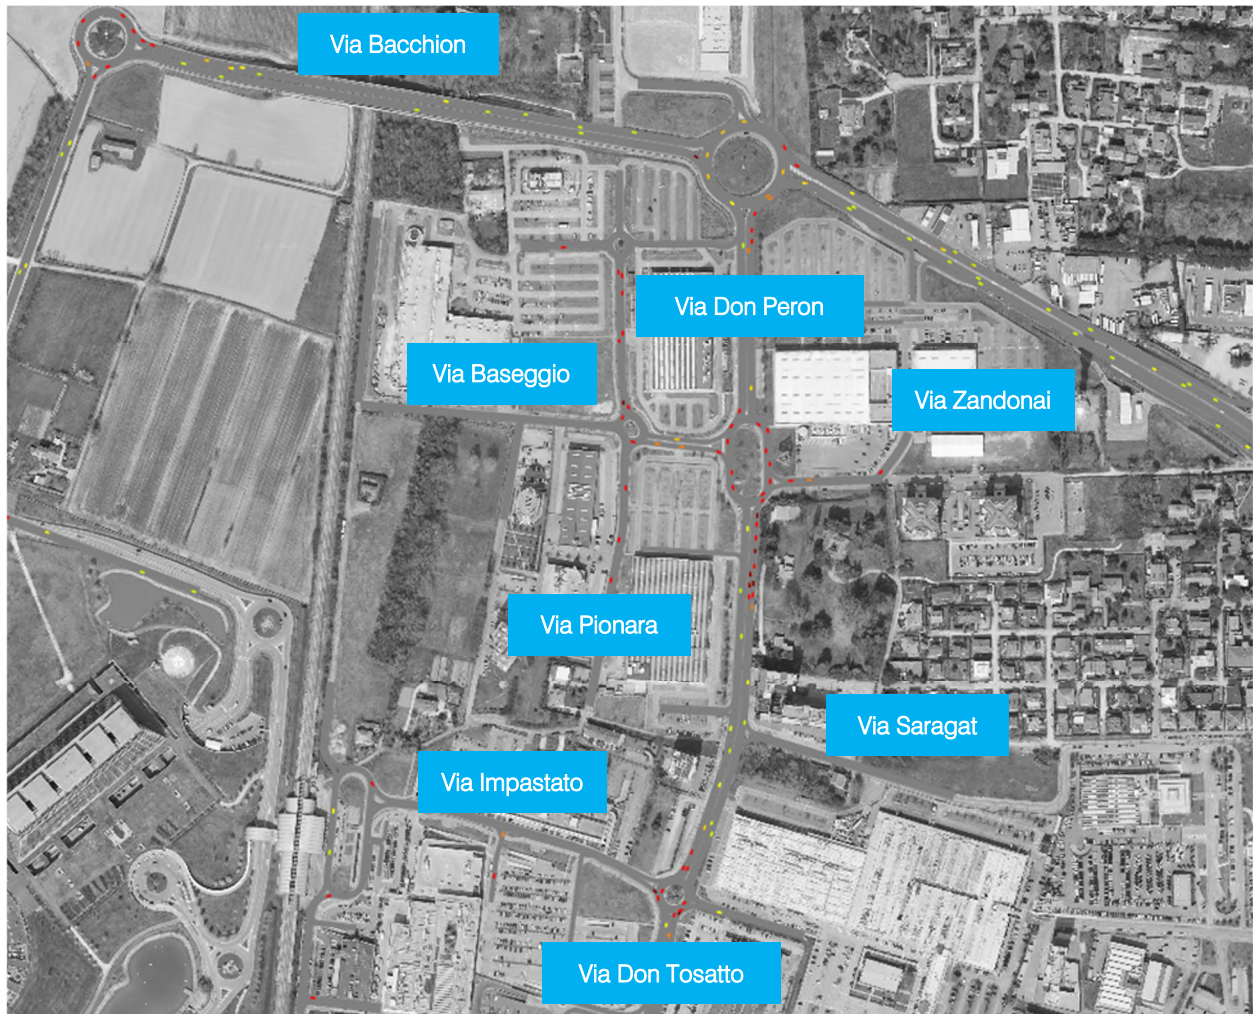 Via Bacchion
Via Don Peron
Via Baseggio
Via Zandonai
Via Pionara
Via Saragat
Via Impastato
Via Don Tosatto